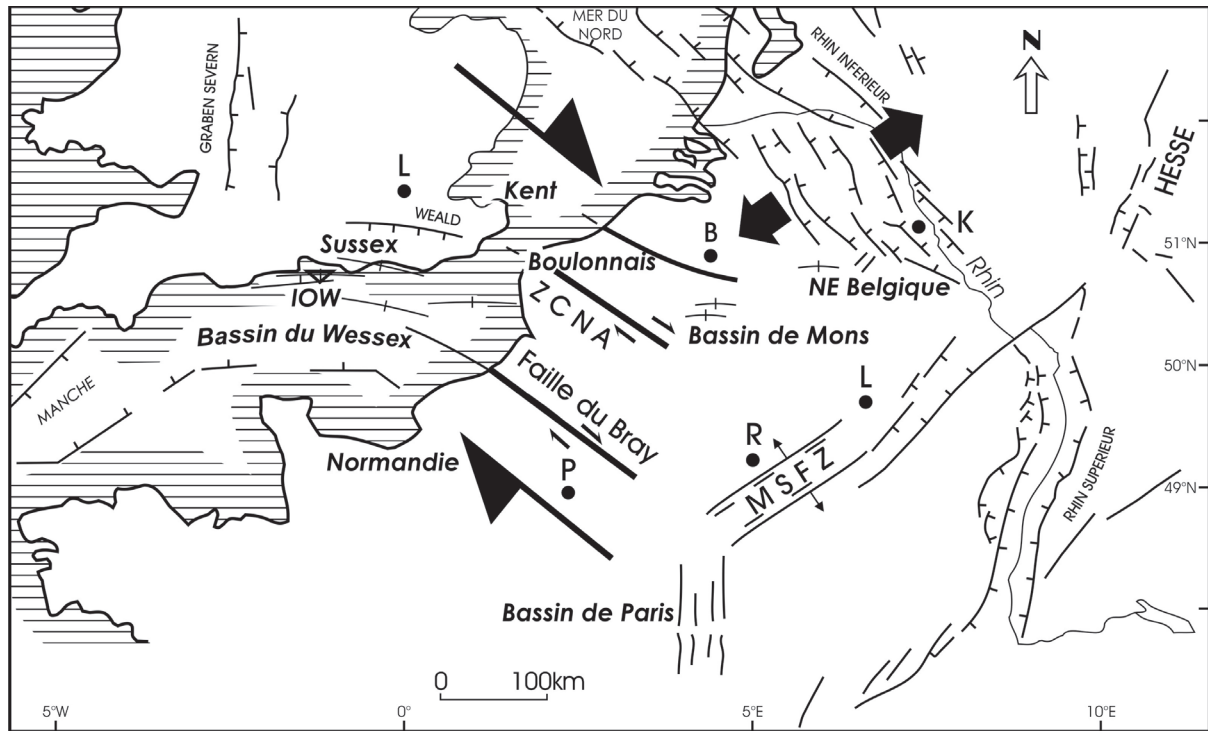 MER DU
NORD
RHIN INFERIEUR
N
GRABEN SEVERN
HESSE
L
Kent
WEALD
K
Sussex
B
Boulonnais
51°N
Rhin
NE Belgique
IOW
ZCNA
Bassin de Mons
Bassin du Wessex
50°N
Faille du Bray
MANCHE
L
R
Normandie
P
MSFZ
49°N
RHIN SUPERIEUR
Bassin de Paris
0 100km
5°W 0° 5°E 10°E